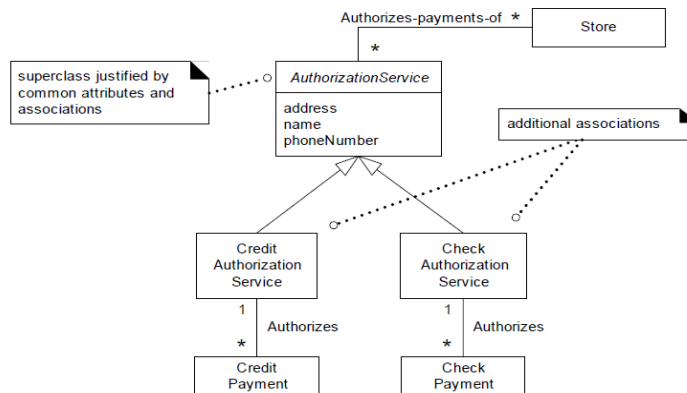 Authorizes-payments-of *
Store
*
superclass justified by
common attributes and
associations
AuthorizationService
address
name
phoneNumber
additional associations
Credit
Authorization
Service
Check
Authorization
Service
1
Authorizes
*
1
Authorizes
*
Credit
Payment
Check
Payment